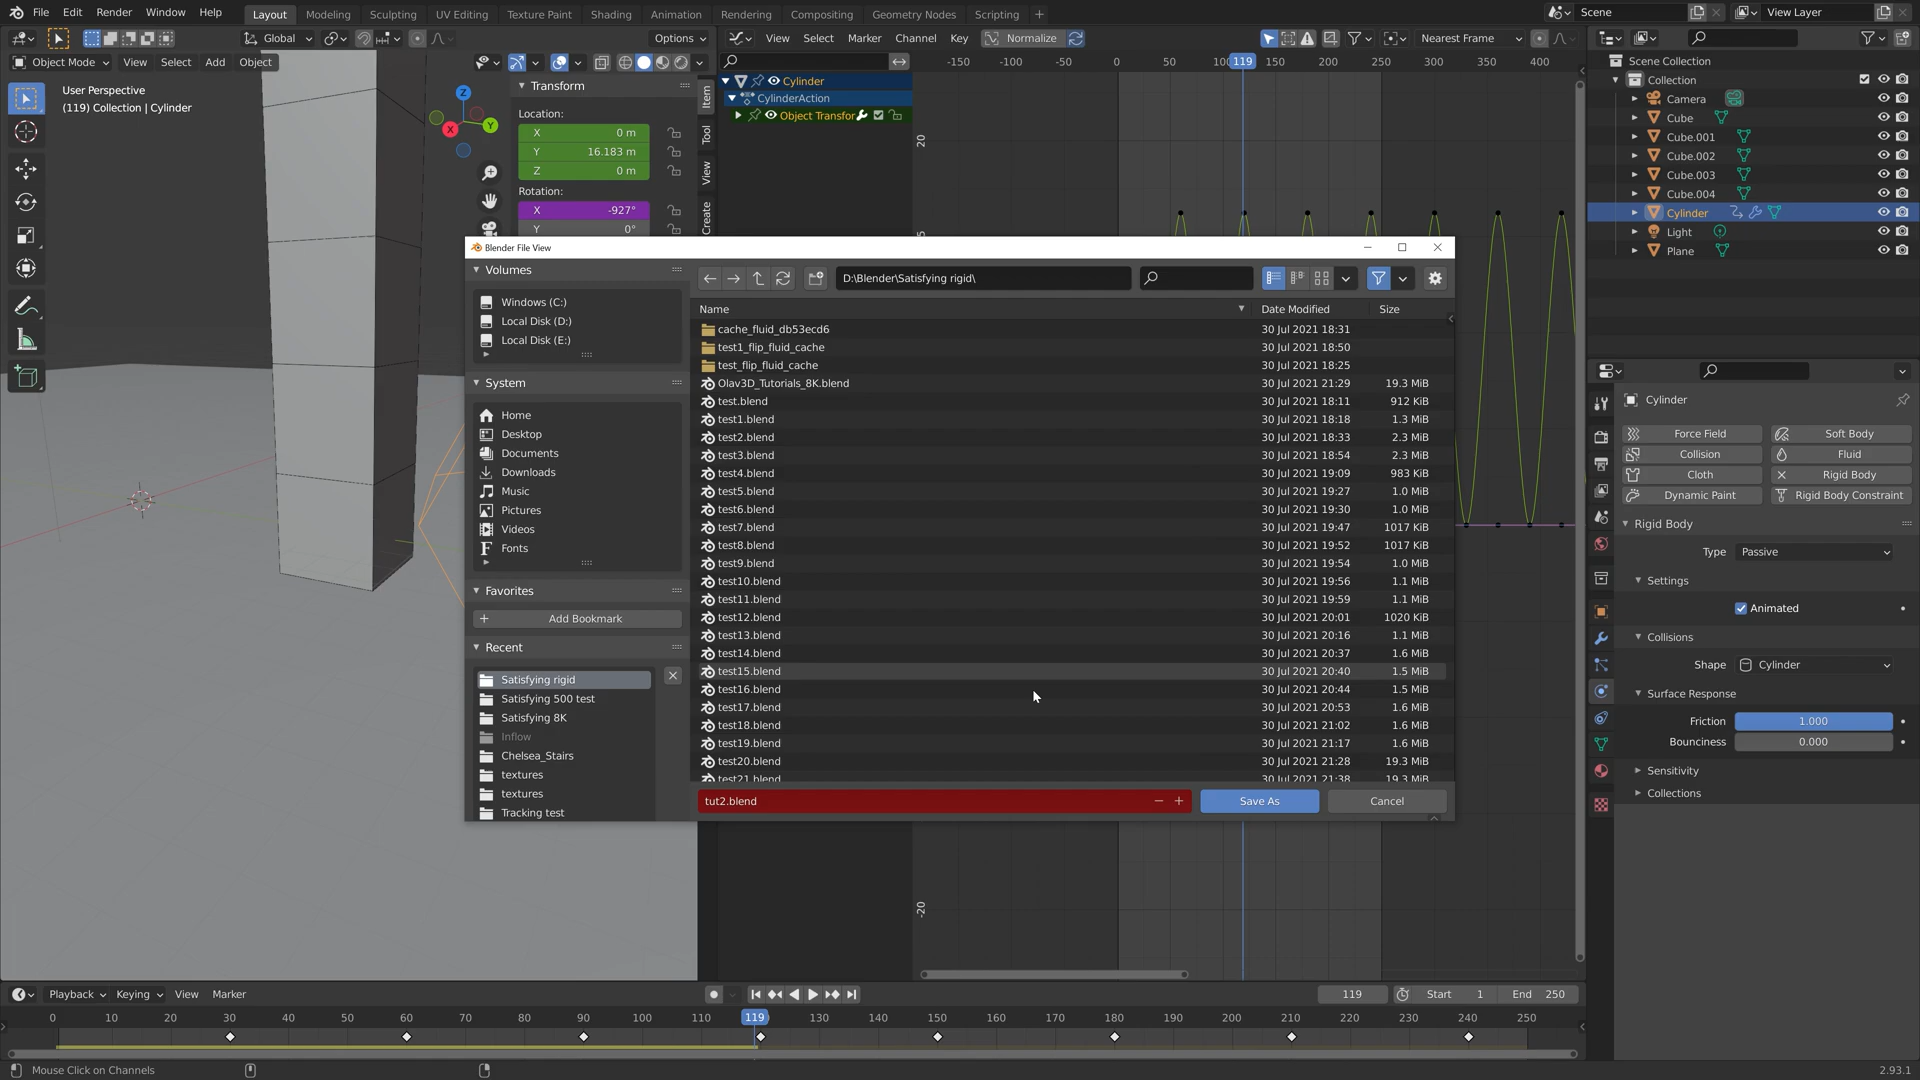 File Edit Render Window Help Layout Modeling Sculpting UV Editing Texture Paint Shading Animation Rendering Compositing Geometry Nodes Scripting + Scene View Layer
Global Options View Select Marker Channel Key Normalize Nearest Frame
Object Mode View Select Add Object
User Perspective
(119) Collection | Cylinder
Transform
Location:
X 0 m
Y 16.183 m
Z 0 m
Rotation:
X -927°
Y 0°
Item
Tool
View
Create
X Y Z
Cylinder
CylinderAction
Object Transfor
-150 -100 -50 0 50 100 119 150 200 250 300 350 400
20
-20
Scene Collection
Collection
Camera
Cube
Cube.001
Cube.002
Cube.003
Cube.004
Cylinder
Light
Plane
Blender File View
Volumes
Windows (C:)
Local Disk (D:)
Local Disk (E:)
System
Home
Desktop
Documents
Downloads
Music
Pictures
Videos
Fonts
Favorites
Add Bookmark
Recent
Satisfying rigid
Satisfying 500 test
Satisfying 8K
Inflow
Chelsea_Stairs
textures
textures
Tracking test
D:\Blender\Satisfying rigid\
Name Date Modified Size
cache_fluid_db53ecd6 30 Jul 2021 18:31
test1_flip_fluid_cache 30 Jul 2021 18:50
test_flip_fluid_cache 30 Jul 2021 18:25
Olav3D_Tutorials_8K.blend 30 Jul 2021 21:29 19.3 MiB
test.blend 30 Jul 2021 18:11 912 KiB
test1.blend 30 Jul 2021 18:18 1.3 MiB
test2.blend 30 Jul 2021 18:33 2.3 MiB
test3.blend 30 Jul 2021 18:54 2.3 MiB
test4.blend 30 Jul 2021 19:09 983 KiB
test5.blend 30 Jul 2021 19:27 1.0 MiB
test6.blend 30 Jul 2021 19:30 1.0 MiB
test7.blend 30 Jul 2021 19:47 1017 KiB
test8.blend 30 Jul 2021 19:52 1017 KiB
test9.blend 30 Jul 2021 19:54 1.0 MiB
test10.blend 30 Jul 2021 19:56 1.1 MiB
test11.blend 30 Jul 2021 19:59 1.1 MiB
test12.blend 30 Jul 2021 20:01 1020 KiB
test13.blend 30 Jul 2021 20:16 1.1 MiB
test14.blend 30 Jul 2021 20:37 1.6 MiB
test15.blend 30 Jul 2021 20:40 1.5 MiB
test16.blend 30 Jul 2021 20:44 1.5 MiB
test17.blend 30 Jul 2021 20:53 1.6 MiB
test18.blend 30 Jul 2021 21:02 1.6 MiB
test19.blend 30 Jul 2021 21:17 1.6 MiB
test20.blend 30 Jul 2021 21:28 19.3 MiB
test21.blend 30 Jul 2021 21:38 19.3 MiB
tut2.blend Save As Cancel
Cylinder
Force Field Soft Body
Collision Fluid
Cloth Rigid Body
Dynamic Paint Rigid Body Constraint
Rigid Body
Type Passive
Settings
Animated
Collisions
Shape Cylinder
Surface Response
Friction 1.000
Bounciness 0.000
Sensitivity
Collections
Playback Keying View Marker 119 Start 1 End 250
0 10 20 30 40 50 60 70 80 90 100 110 119 130 140 150 160 170 180 190 200 210 220 230 240 250
Mouse Click on Channels 2.93.1